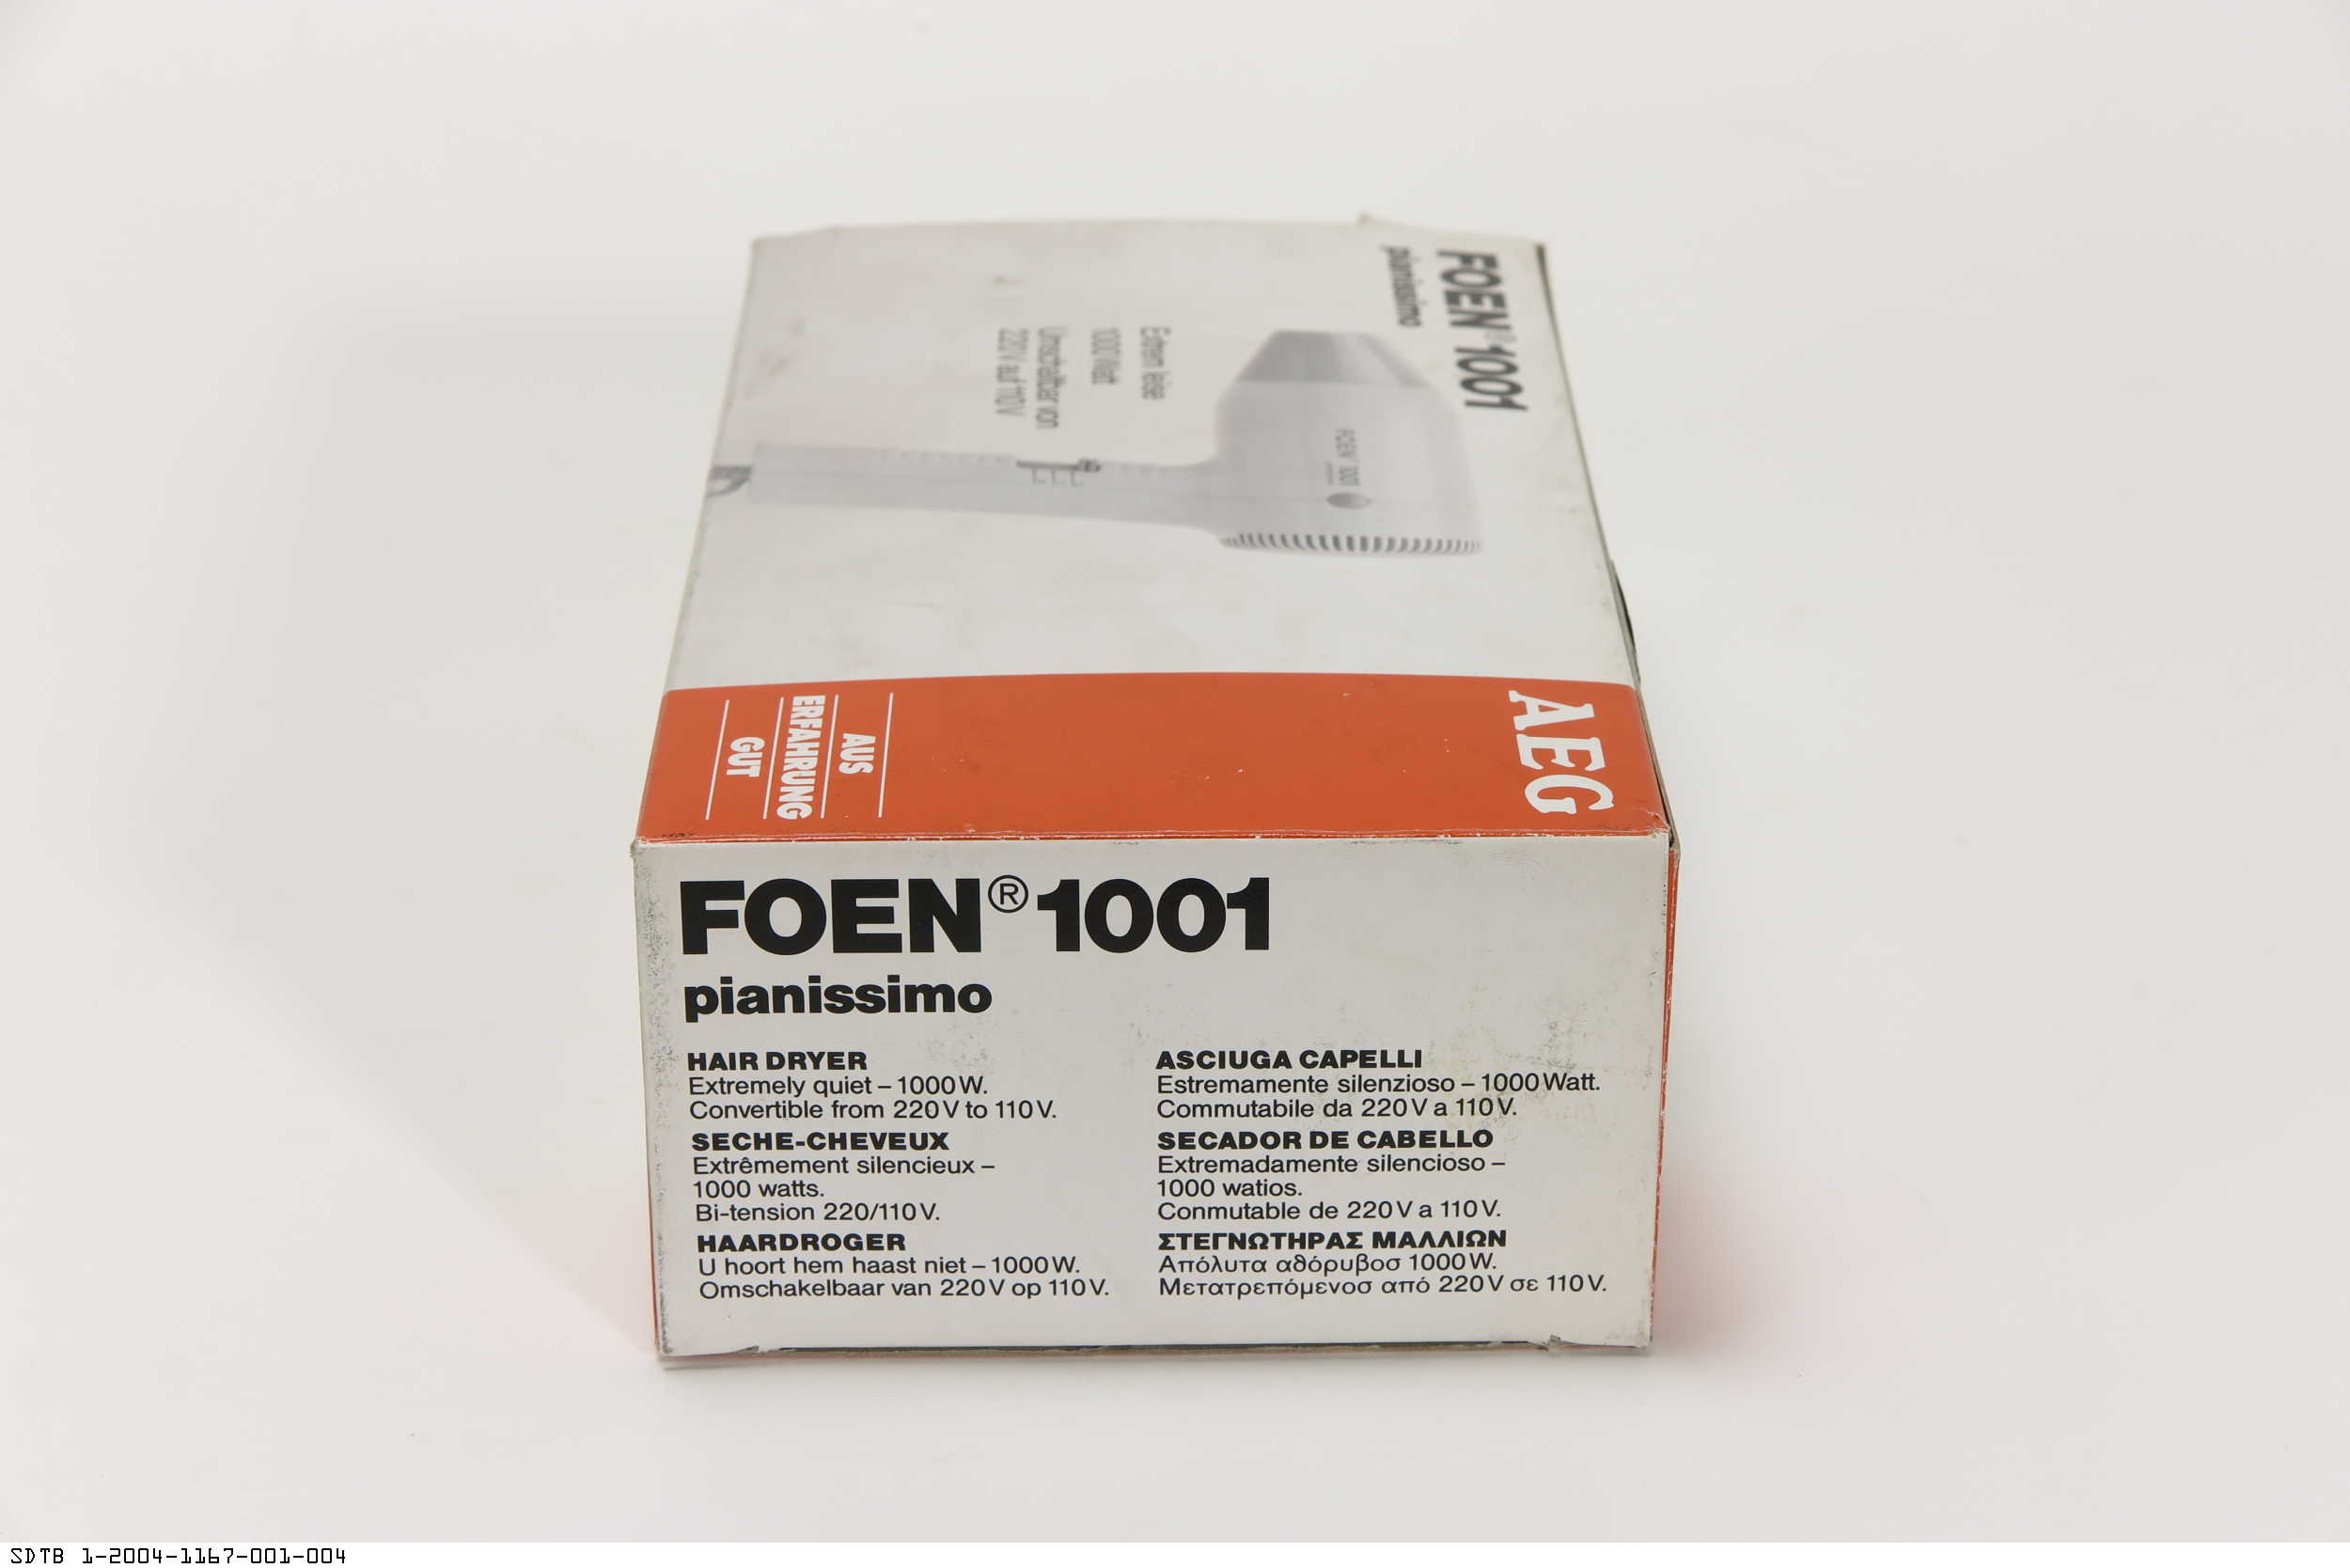 FOEN® 1001
pianissimo
Extrem leise
1000 Watt
Umschaltbar von
220V auf 110V
FOEN 1001
AEG
AUS
ERFAHRUNG
GUT
FOEN® 1001
pianissimo
HAIR DRYER
Extremely quiet – 1000 W.
Convertible from 220 V to 110 V.
SECHE-CHEVEUX
Extrêmement silencieux –
1000 watts.
Bi-tension 220/110 V.
HAARDROGER
U hoort hem haast niet – 1000 W.
Omschakelbaar van 220 V op 110 V.
ASCIUGA CAPELLI
Estremamente silenzioso – 1000 Watt.
Commutabile da 220 V a 110 V.
SECADOR DE CABELLO
Extremadamente silencioso –
1000 watios.
Conmutable de 220 V a 110 V.
ΣΤΕΓΝΩΤΗΡΑΣ ΜΑΛΛΙΩΝ
Απόλυτα αθόρυβοσ 1000 W.
Μετατρεπόμενοσ από 220 V σε 110 V.
SDTB 1-2004-1167-001-004